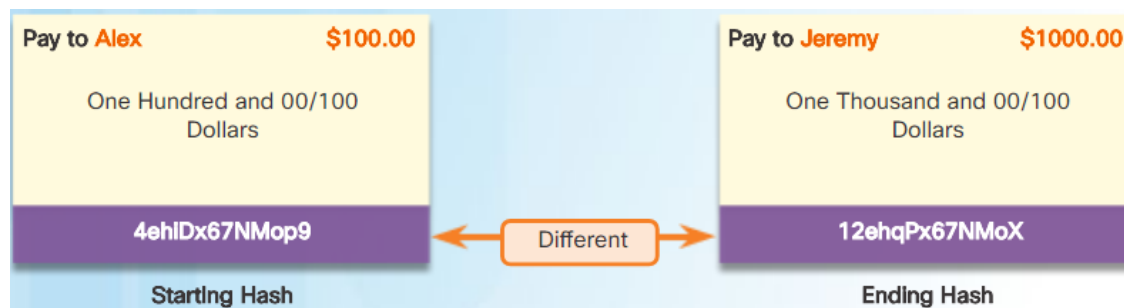 Pay to Alex $100.00
One Hundred and 00/100
Dollars
4ehIDx67NMop9
Starting Hash
Different
Pay to Jeremy $1000.00
One Thousand and 00/100
Dollars
12ehqPx67NMoX
Ending Hash